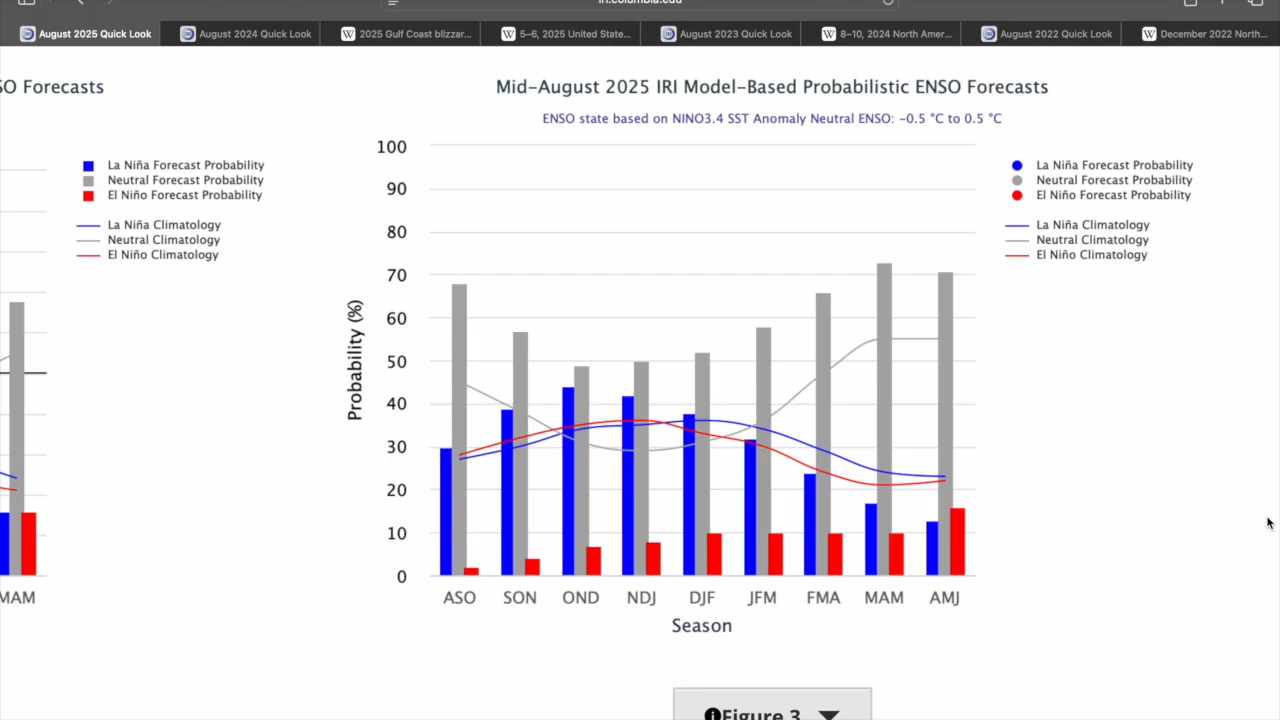 iri.columbia.edu
August 2025 Quick Look
August 2024 Quick Look
2025 Gulf Coast blizzar...
5–6, 2025 United State...
August 2023 Quick Look
8–10, 2024 North Amer...
August 2022 Quick Look
December 2022 North...
SO Forecasts
La Niña Forecast Probability
Neutral Forecast Probability
El Niño Forecast Probability
La Niña Climatology
Neutral Climatology
El Niño Climatology
MAM
Mid-August 2025 IRI Model-Based Probabilistic ENSO Forecasts
ENSO state based on NINO3.4 SST Anomaly Neutral ENSO: -0.5 °C to 0.5 °C
Probability (%)
100
90
80
70
60
50
40
30
20
10
0
ASO SON OND NDJ DJF JFM FMA MAM AMJ
Season
La Niña Forecast Probability
Neutral Forecast Probability
El Niño Forecast Probability
La Niña Climatology
Neutral Climatology
El Niño Climatology
Figure 3